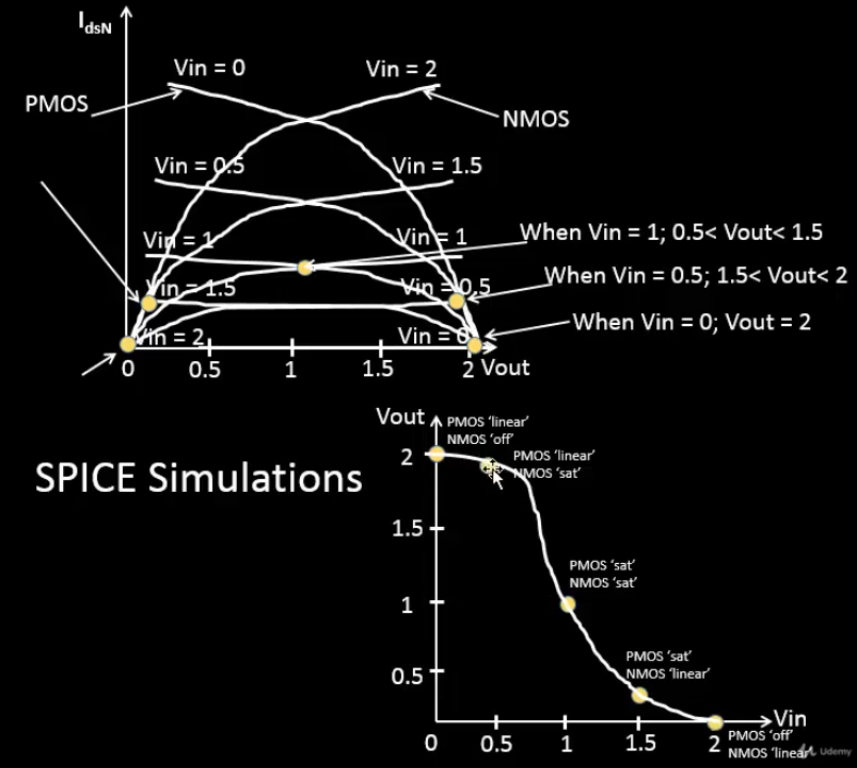 IdsN
Vin = 0
Vin = 2
PMOS
NMOS
Vin = 0.5
Vin = 1.5
Vin = 1
Vin = 1
When Vin = 1; 0.5< Vout< 1.5
Vin = 1.5
Vin = 0.5
When Vin = 0.5; 1.5< Vout< 2
Vin = 2
Vin = 0
When Vin = 0; Vout = 2
0 0.5 1 1.5 2 Vout
Vout
PMOS ‘linear’
NMOS ‘off’
2
PMOS ‘linear’
NMOS ‘sat’
SPICE Simulations
1.5
PMOS ‘sat’
NMOS ‘sat’
1
PMOS ‘sat’
NMOS ‘linear’
0.5
Vin
0 0.5 1 1.5 2
PMOS ‘off’
NMOS ‘linear’
Udemy